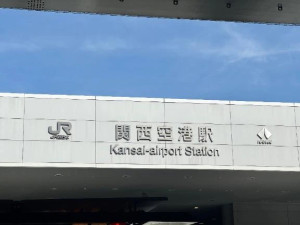 JR
関西空港駅
Kansai-airport Station